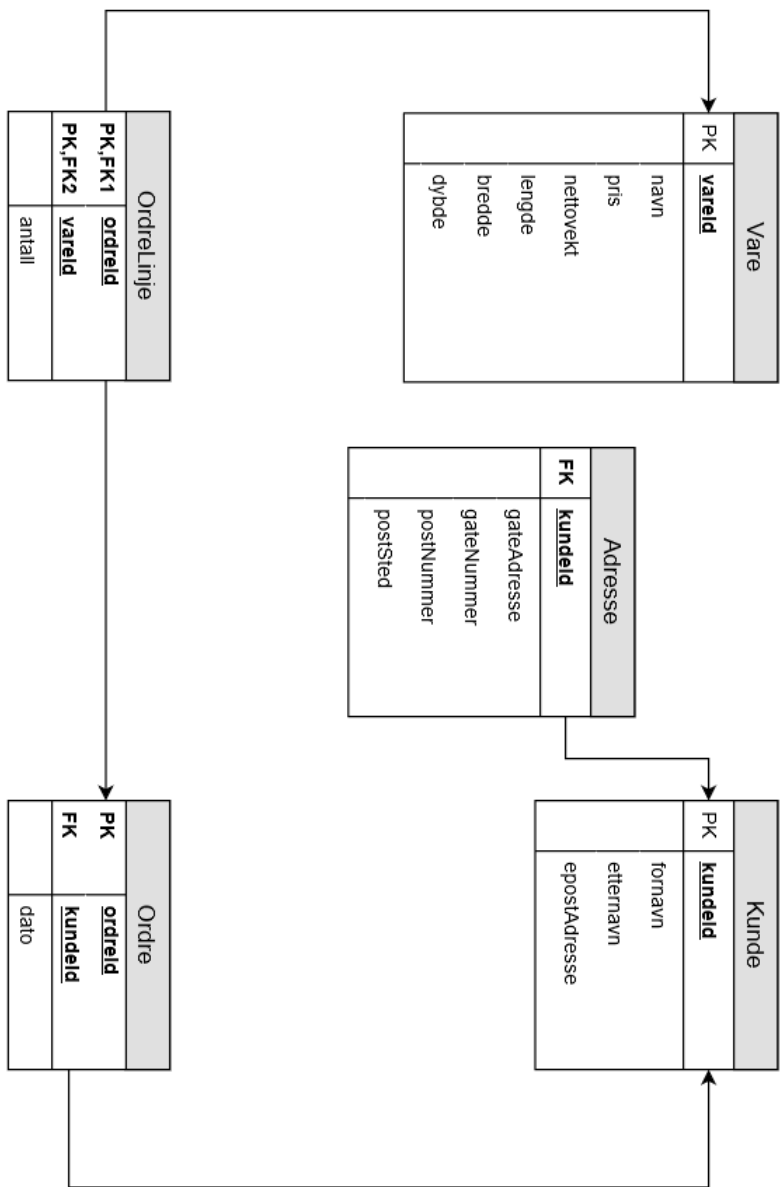 Vare
PK vareId
navn
pris
nettovekt
lengde
bredde
dybde
Adresse
FK kundeId
gateAdresse
gateNummer
postNummer
postSted
Kunde
PK kundeId
fornavn
etternavn
epostAdresse
OrdreLinje
PK,FK1 ordreId
PK,FK2 vareId
antall
Ordre
PK ordreId
FK kundeId
dato